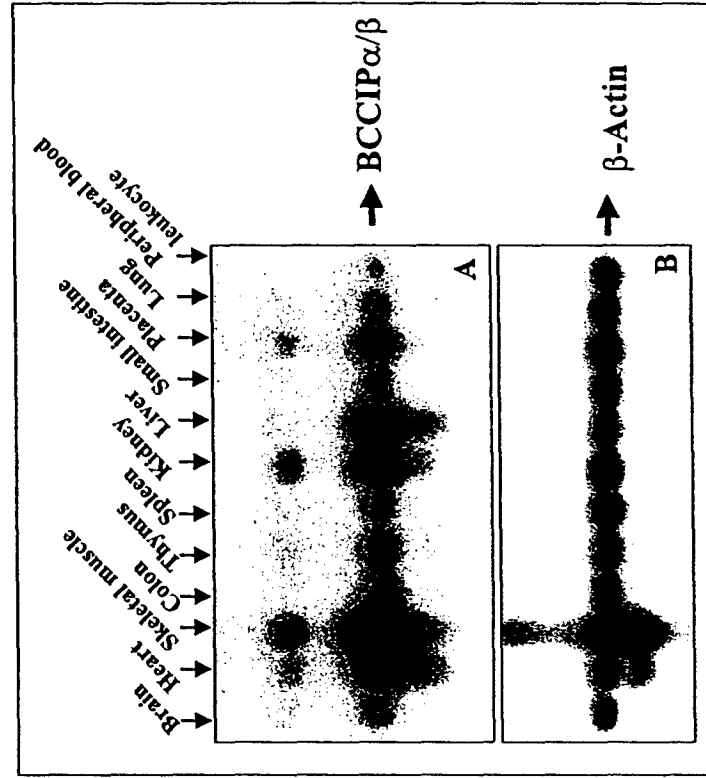 Brain
Heart
Skeletal muscle
Colon
Thymus
Spleen
Kidney
Liver
Small intestine
Placenta
Lung
Peripheral blood
leukocyte
A
BCCIPα/β
B
β-Actin